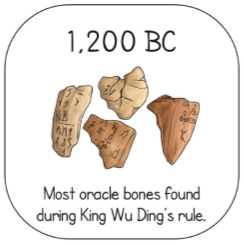 1,200 BC
Most oracle bones found
during King Wu Ding's rule.